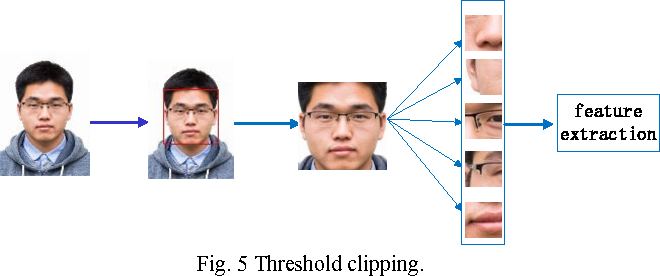 feature
extraction
Fig. 5 Threshold clipping.